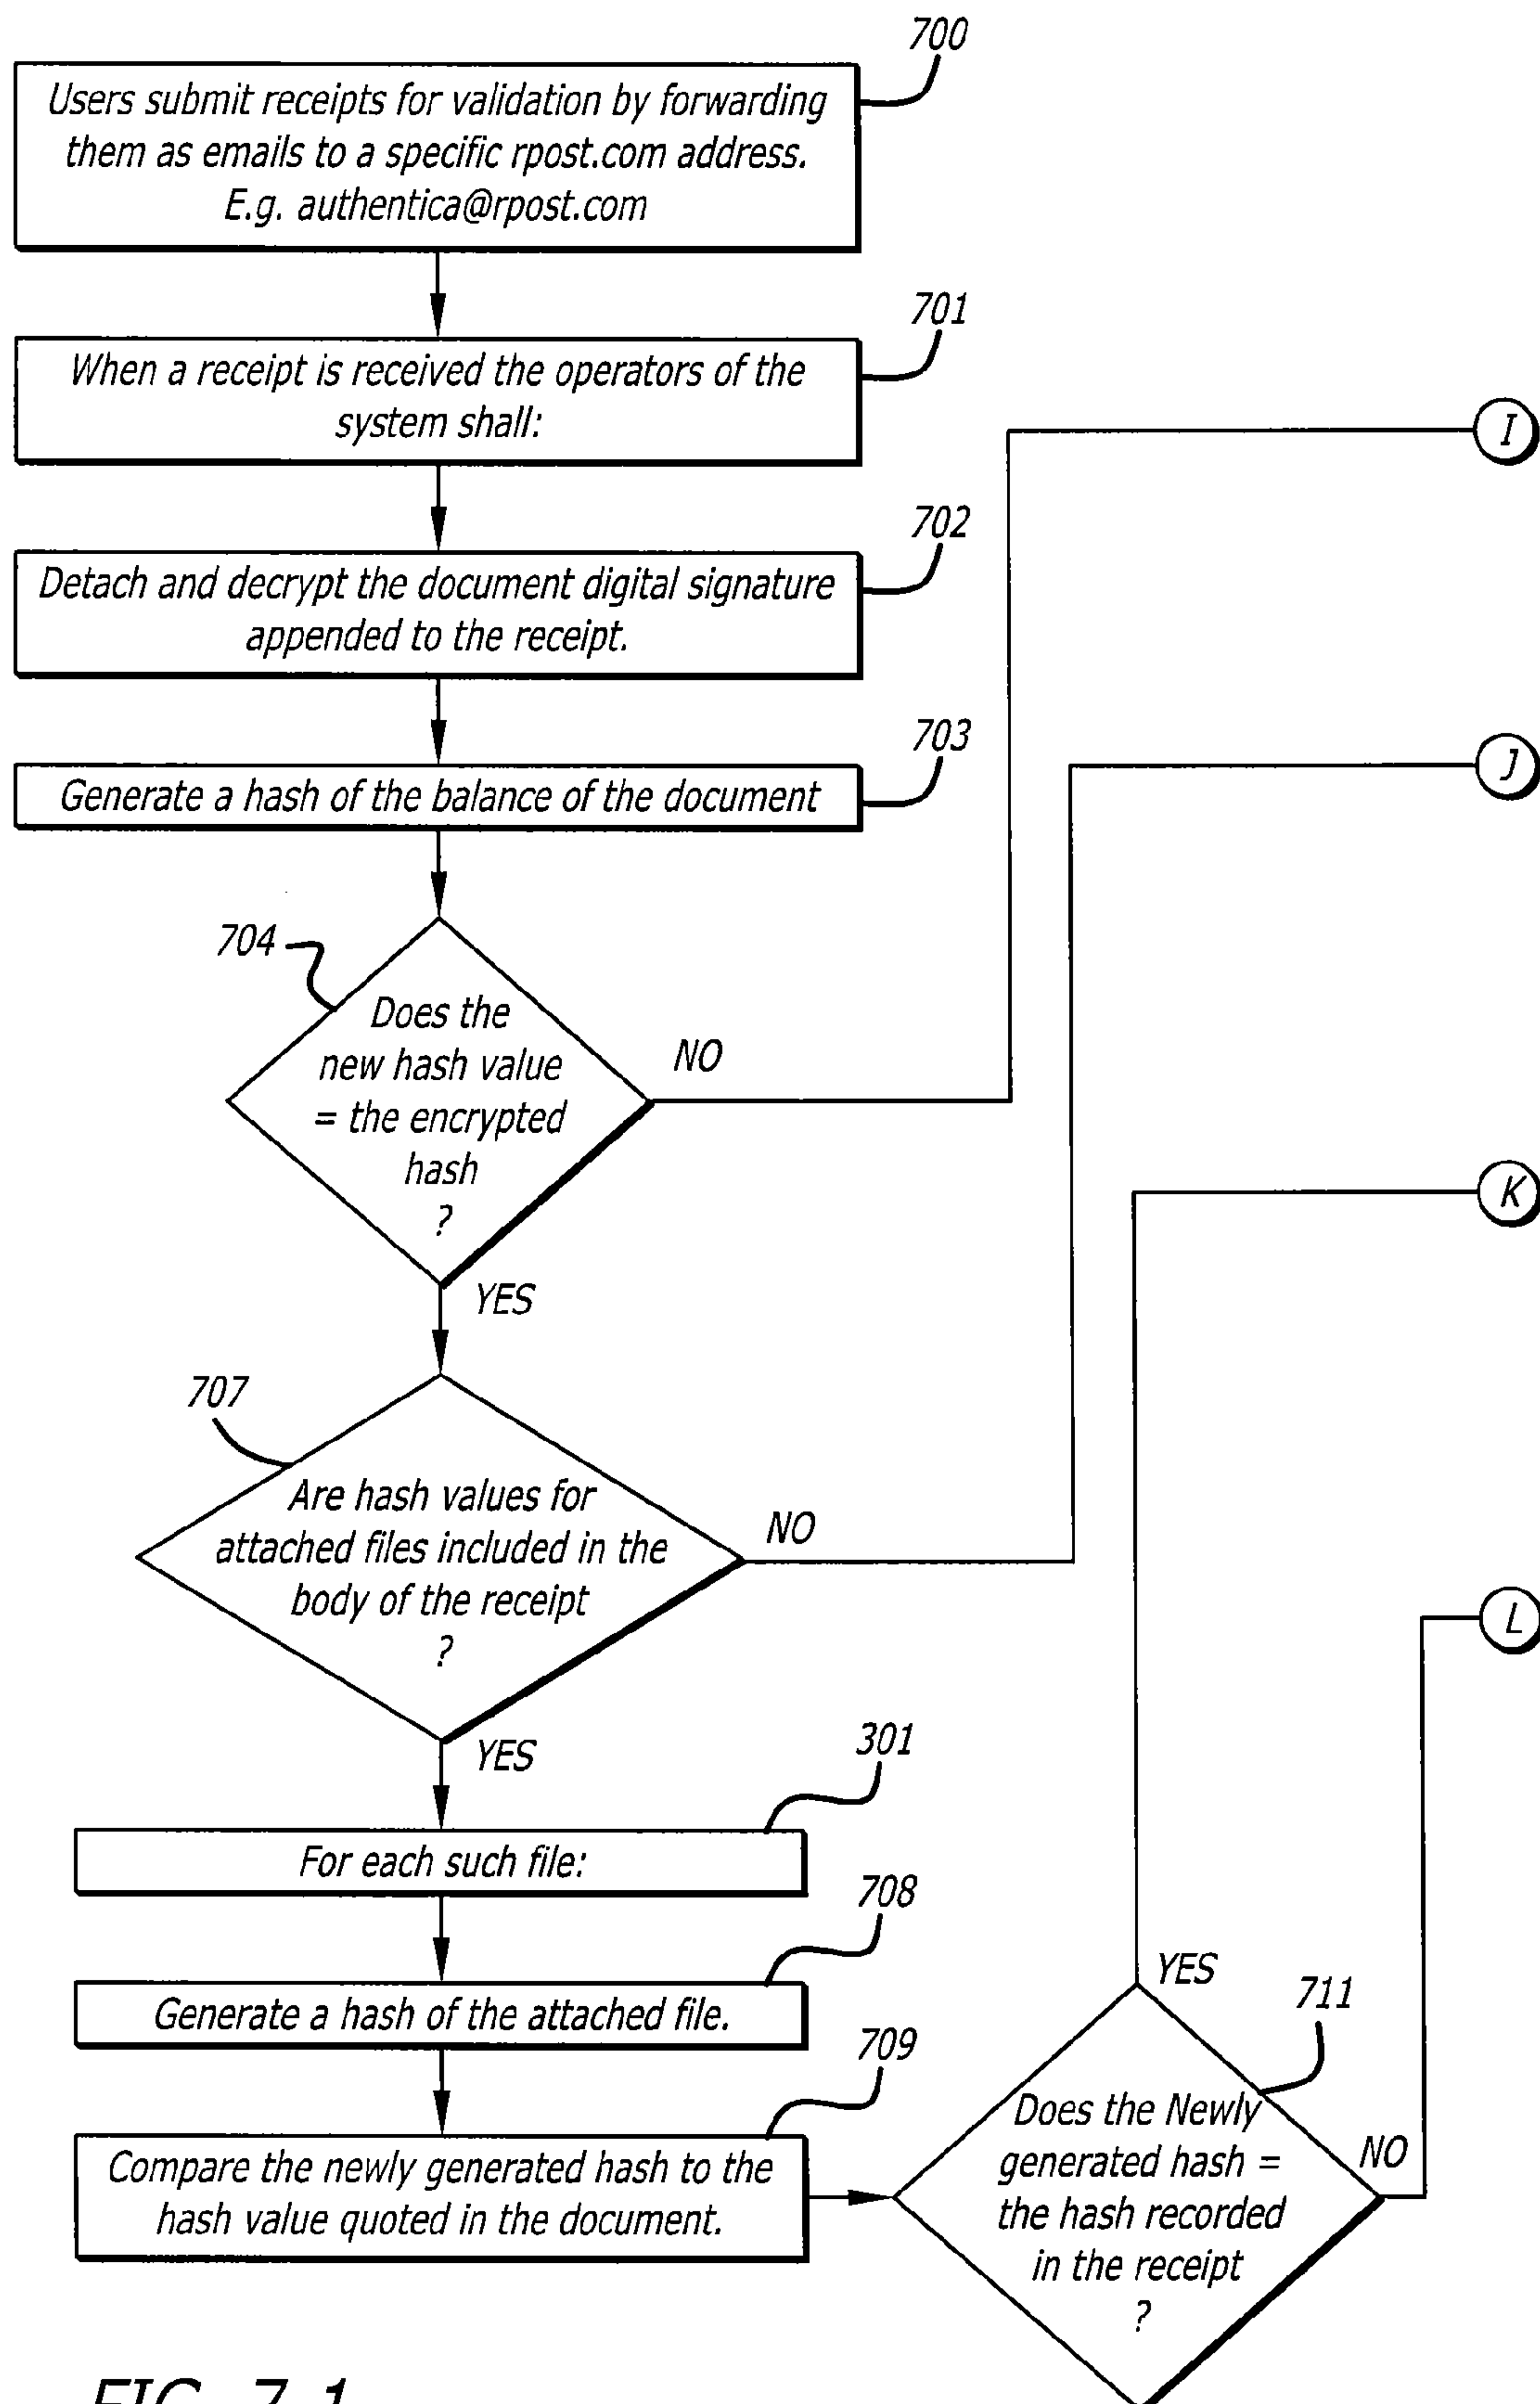 700
Users submit receipts for validation by forwarding
them as emails to a specific rpost.com address.
E.g. authentica@rpost.com
701
When a receipt is received the operators of the
system shall:
I
702
Detach and decrypt the document digital signature
appended to the receipt.
703
Generate a hash of the balance of the document
J
704
Does the
new hash value
= the encrypted
hash
?
NO
YES
K
707
Are hash values for
attached files included in the
body of the receipt
?
NO
YES
L
301
For each such file:
708
Generate a hash of the attached file.
709
Compare the newly generated hash to the
hash value quoted in the document.
YES
711
Does the Newly
generated hash =
the hash recorded
in the receipt
?
NO
FIG. 7-1